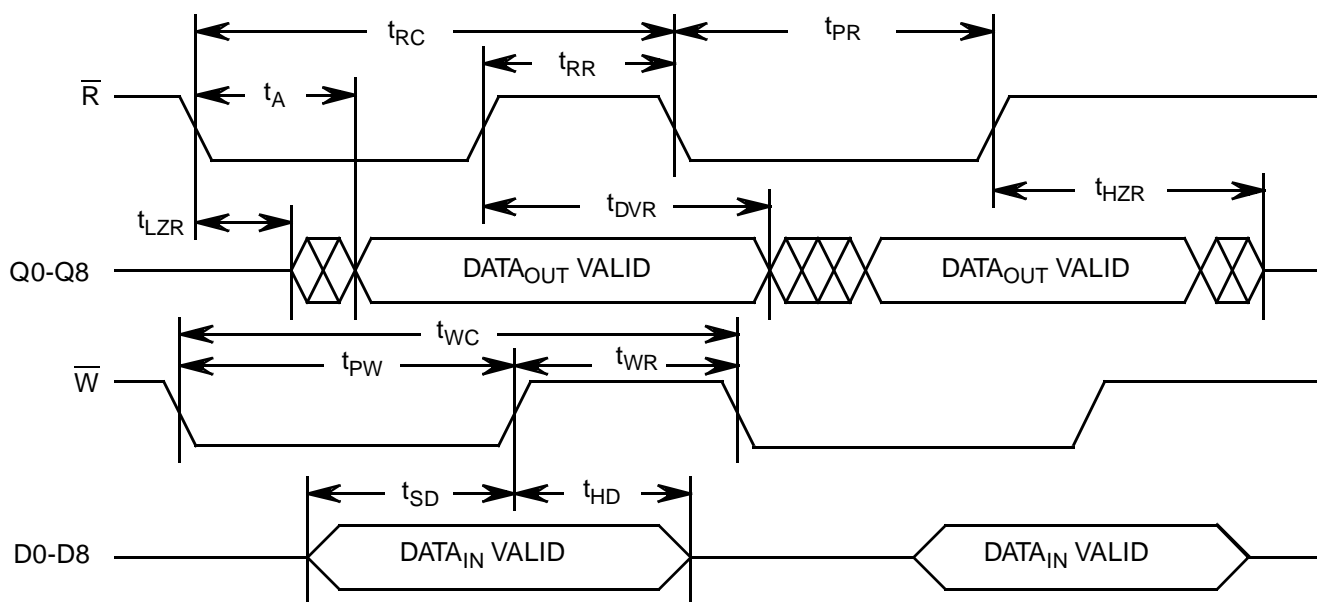 tRC
tPR
tRR
R̅
tA
tHZR
tDVR
tLZR
Q0-Q8
DATAOUT VALID
DATAOUT VALID
tWC
tPW
tWR
W̅
tSD
tHD
D0-D8
DATAIN VALID
DATAIN VALID